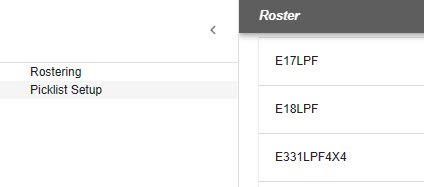 Rostering
Picklist Setup
Roster
E17LPF
E18LPF
E331LPF4X4